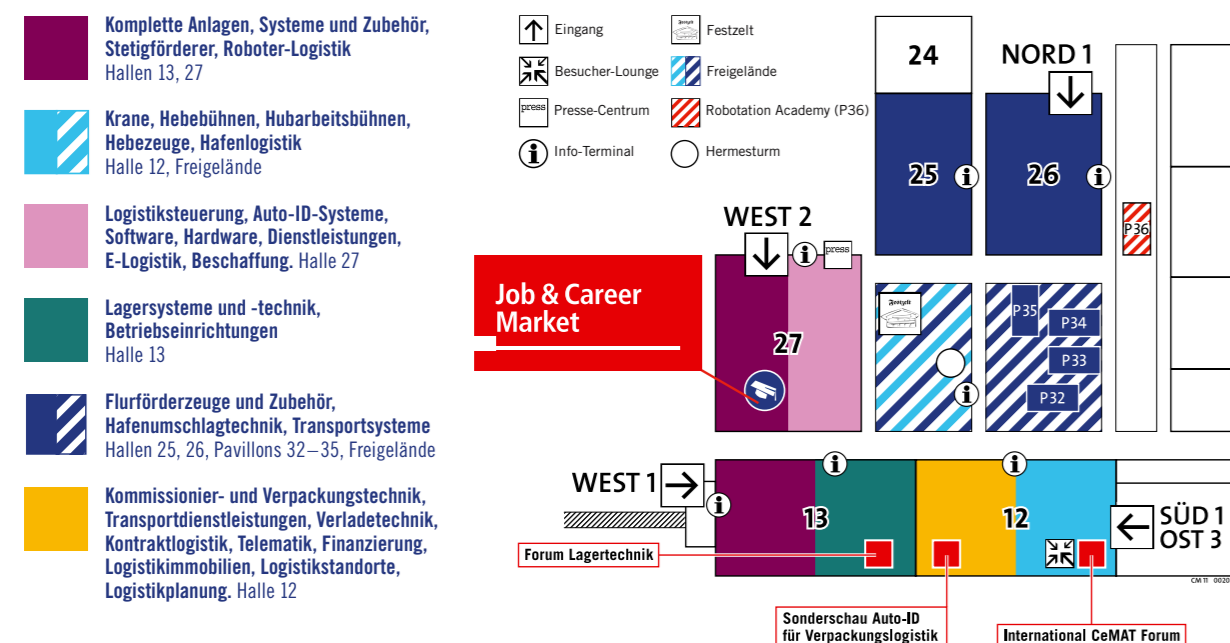 Komplette Anlagen, Systeme und Zubehör,
Stetigförderer, Roboter-Logistik
Hallen 13, 27
Krane, Hebebühnen, Hubarbeitsbühnen,
Hebezeuge, Hafenlogistik
Halle 12, Freigelände
Logistiksteuerung, Auto-ID-Systeme,
Software, Hardware, Dienstleistungen,
E-Logistik, Beschaffung. Halle 27
Lagersysteme und -technik,
Betriebseinrichtungen
Halle 13
Flurförderzeuge und Zubehör,
Hafenumschlagtechnik, Transportsysteme
Hallen 25, 26, Pavillons 32–35, Freigelände
Kommissionier- und Verpackungstechnik,
Transportdienstleistungen, Verladetechnik,
Kontraktlogistik, Telematik, Finanzierung,
Logistikimmobilien, Logistikstandorte,
Logistikplanung. Halle 12
Eingang
Festzelt
Festzelt
Besucher-Lounge
Freigelände
press
Presse-Centrum
Robotation Academy (P36)
i
Info-Terminal
Hermesturm
24
NORD 1
25
i
26
i
P36
WEST 2
i
press
Job & Career
Market
27
Festzelt
i
P35
P34
P33
P32
WEST 1
i
i
13
i
12
SÜD 1
OST 3
Forum Lagertechnik
CM 11 0020
Sonderschau Auto-ID
für Verpackungslogistik
International CeMAT Forum